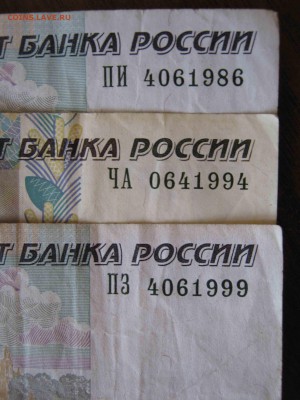 COINS.LAVE.RU
Т БАНКА РОССИИ
ПИ 4061986
Т БАНКА РОССИИ
ЧА 0641994
Т БАНКА РОССИИ
ПЗ 4061999